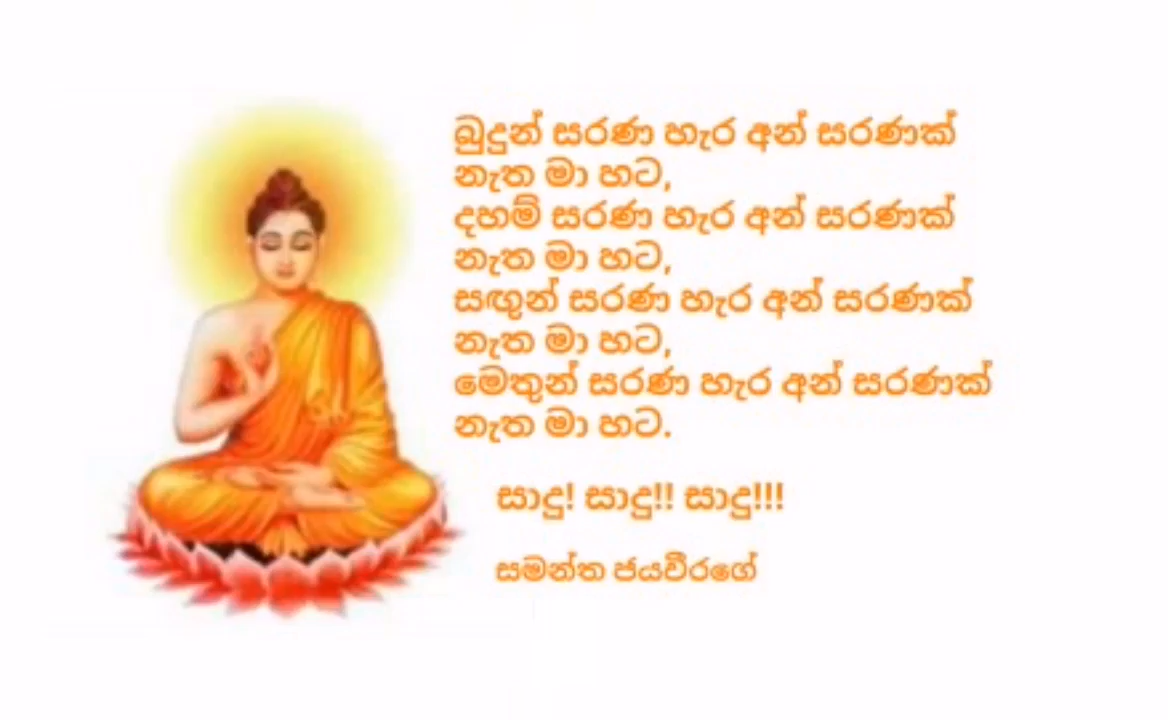 බුදුන් සරණ හැර අන් සරණක්
නැත මා හට,
දහම් සරණ හැර අන් සරණක්
නැත මා හට,
සඟුන් සරණ හැර අන් සරණක්
නැත මා හට,
මෙතුන් සරණ හැර අන් සරණක්
නැත මා හට.
සාදු! සාදු!! සාදු!!!
සමන්ත ජයවීරගේ